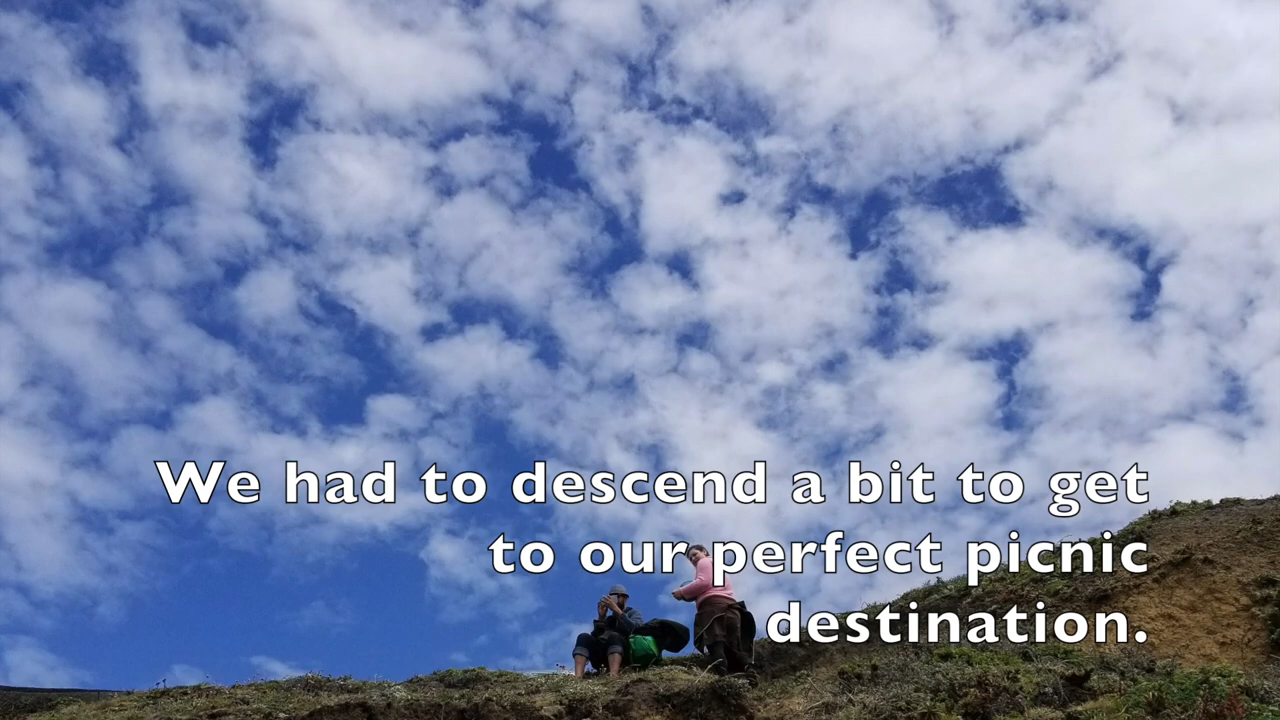 We had to descend a bit to get
to our perfect picnic
destination.